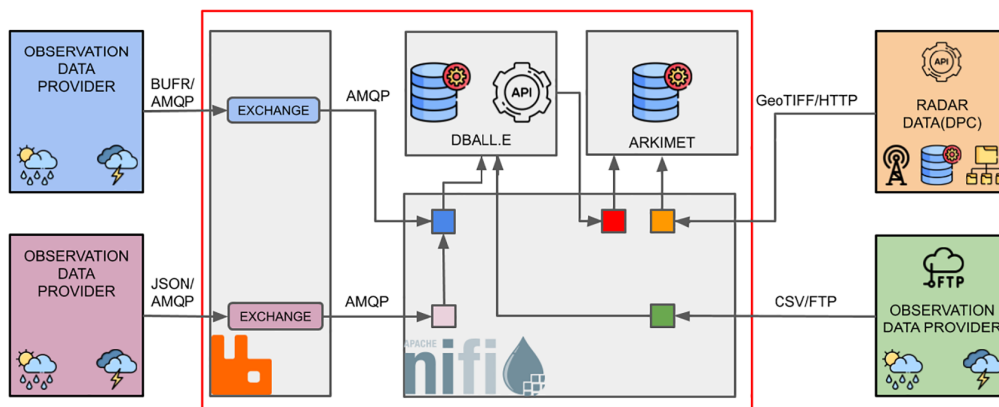 OBSERVATION
DATA
PROVIDER
BUFR/
AMQP
EXCHANGE
AMQP
API
DBALL.E
ARKIMET
GeoTIFF/HTTP
API
RADAR
DATA(DPC)
OBSERVATION
DATA
PROVIDER
JSON/
AMQP
EXCHANGE
AMQP
APACHE
nifi
CSV/FTP
FTP
OBSERVATION
DATA PROVIDER